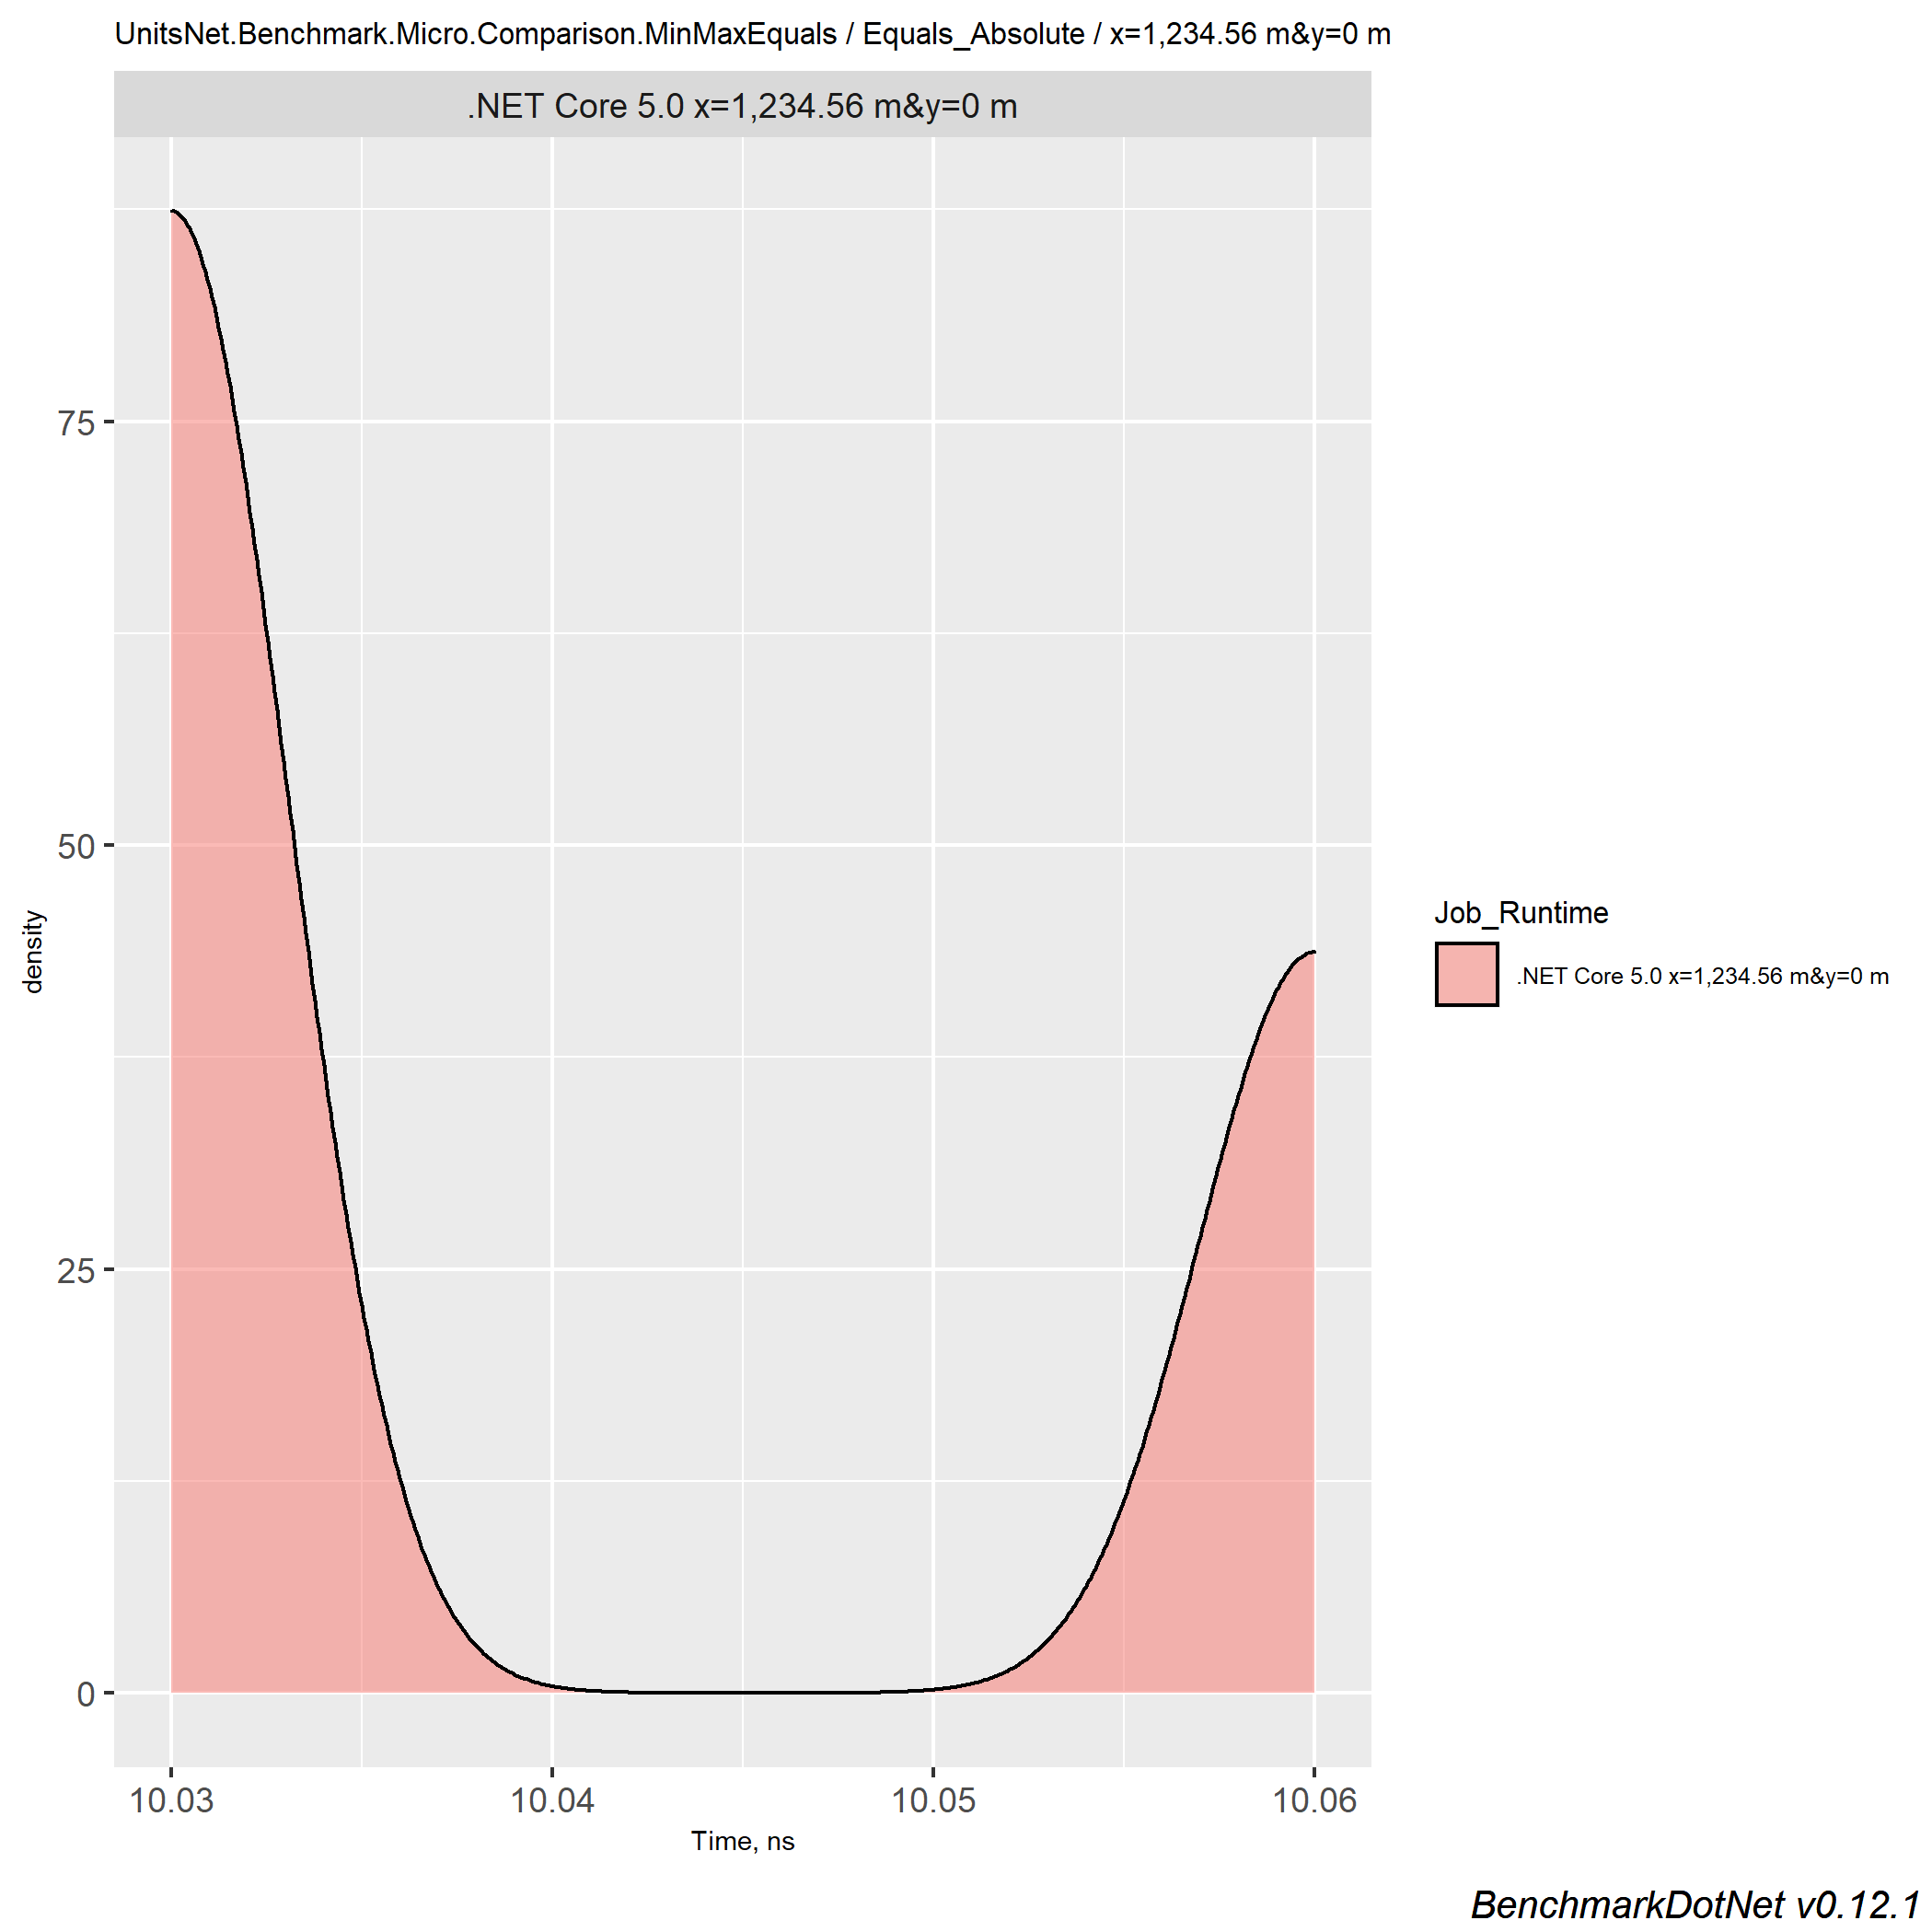 UnitsNet.Benchmark.Micro.Comparison.MinMaxEquals / Equals_Absolute / x=1,234.56 m&y=0 m
.NET Core 5.0 x=1,234.56 m&y=0 m
75
50
25
0
density
10.03 10.04 10.05 10.06
Time, ns
Job_Runtime
.NET Core 5.0 x=1,234.56 m&y=0 m
BenchmarkDotNet v0.12.1